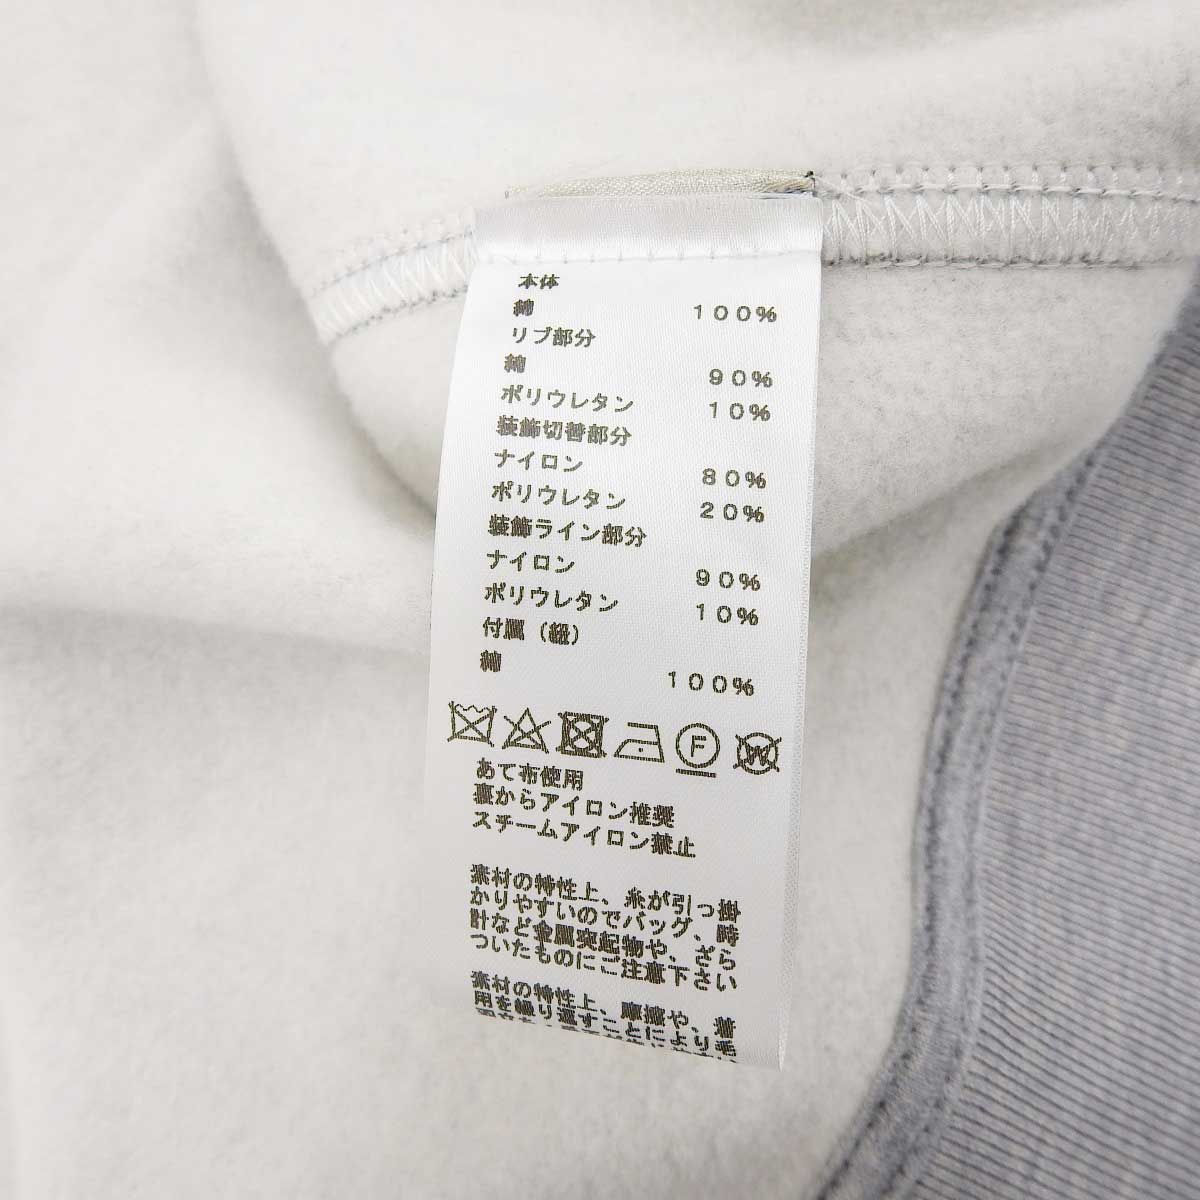 本体
綿 100%
リブ部分
綿 90%
ポリウレタン 10%
装飾切替部分
ナイロン 80%
ポリウレタン 20%
装飾ライン部分
ナイロン 90%
ポリウレタン 10%
付属(紐)
綿 100%
F W
あて布使用
裏からアイロン推奨
スチームアイロン禁止
素材の特性上、糸が引っ掛
かりやすいのでバッグ、時
計など金属突起物や、ざら
ついたものにご注意下さい
素材の特性上、摩擦や、着
用を繰り返すことにより毛